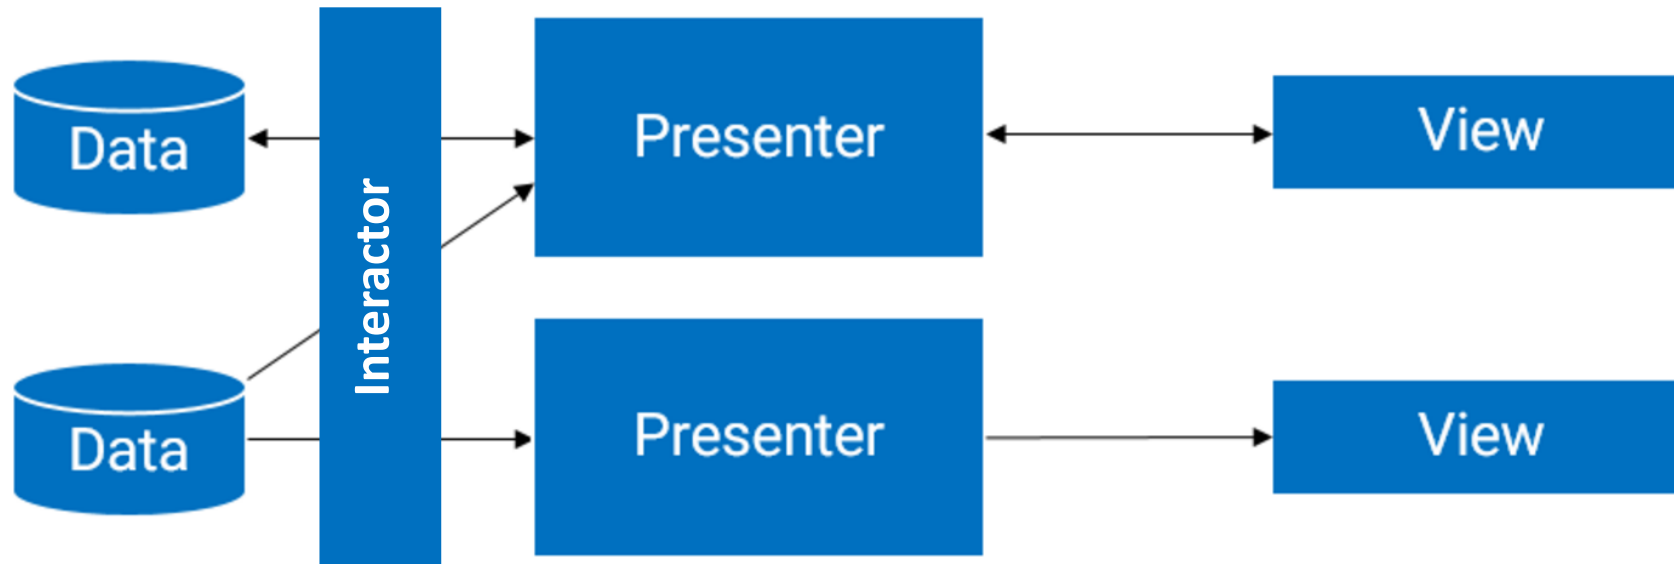 Data
Interactor
Presenter
View
Data
Presenter
View